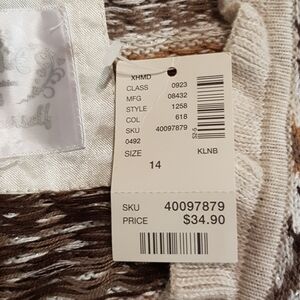 XHMD
CLASS 0923
MFG 08432
STYLE 1258
COL 618
SKU 40097879
0492 KLNB
SIZE
14
SKU 40097879
PRICE $34.90